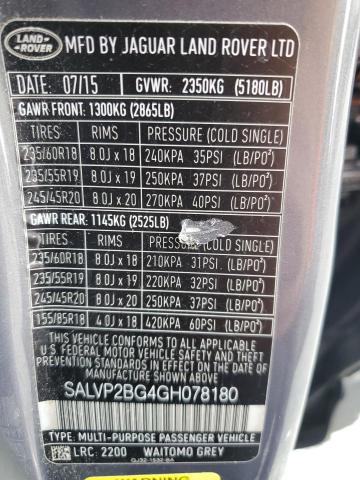 LAND-
ROVER
MFD BY JAGUAR LAND ROVER LTD
DATE: 07/15 GVWR: 2350KG (5180LB)
GAWR FRONT: 1300KG (2865LB)
TIRES RIMS PRESSURE (COLD SINGLE)
235/60R18 8.0J x 18 240KPA 35PSI (LB/PO²)
235/55R19 8.0J x 19 250KPA 37PSI (LB/PO²)
245/45R20 8.0J x 20 270KPA 40PSI (LB/PO²)
GAWR REAR: 1145KG (2525LB)
TIRES RIMS PRESSURE (COLD SINGLE)
235/60R18 8.0J x 18 210KPA 31PSI (LB/PO²)
235/55R19 8.0J x 19 220KPA 32PSI (LB/PO²)
245/45R20 8.0J x 20 250KPA 37PSI (LB/PO²)
155/85R18 4.0J x 18 420KPA 60PSI (LB/PO²)
THIS VEHICLE CONFORMS TO ALL APPLICABLE
U.S. FEDERAL MOTOR VEHICLE SAFETY, BUMPER
AND THEFT PREVENTION STANDARDS IN EFFECT
ON THE DATE OF MANUFACTURE SHOWN ABOVE.
SALVP2BG4GH078180
TYPE: MULTI-PURPOSE PASSENGER VEHICLE
LRC: 2200 WAITOMO GREY